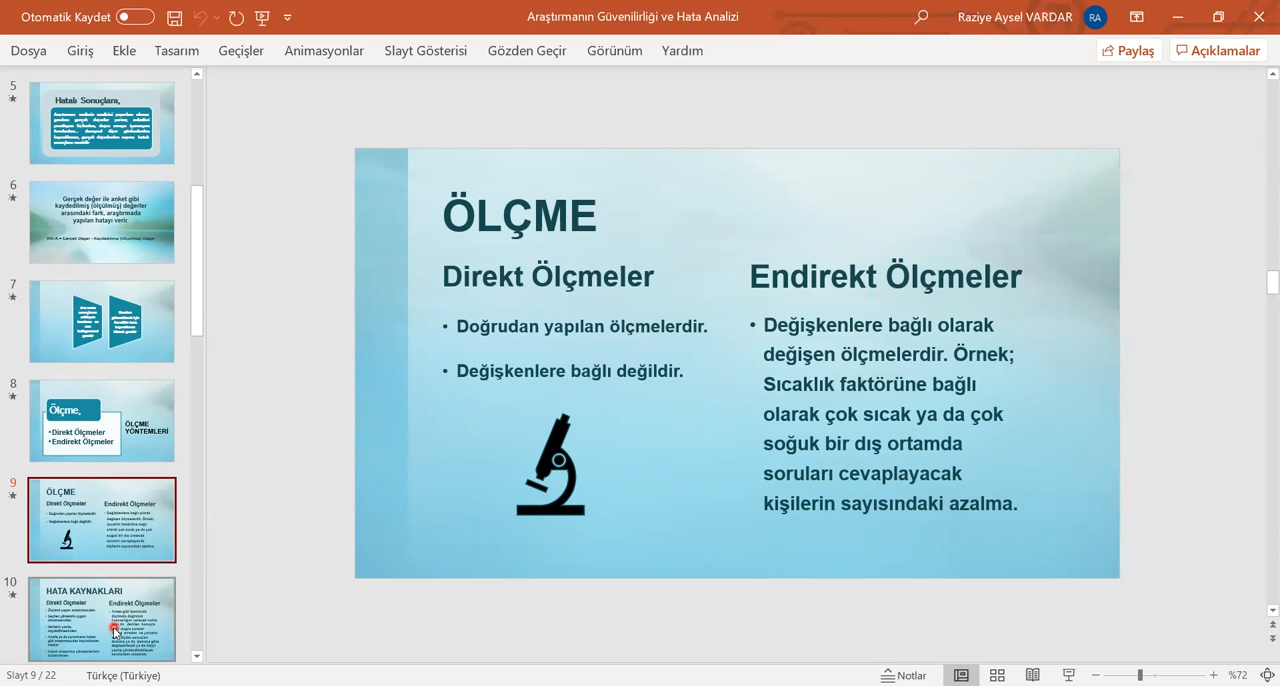 Otomatik Kaydet
Araştırmanın Güvenilirliği ve Hata Analizi
Raziye Aysel VARDAR
RA
Dosya
Giriş
Ekle
Tasarım
Geçişler
Animasyonlar
Slayt Gösterisi
Gözden Geçir
Görünüm
Yardım
Paylaş
Açıklamalar
5
Hatalı Sonuçlara,
6
Gerçek değer ile anket gibi
kaydedilmiş (ölçülmüş) değerler
arasındaki fark, araştırmada
yapılan hatayı verir.
7
8
Ölçme,
•Direkt Ölçmeler
•Endirekt Ölçmeler
ÖLÇME
YÖNTEMLERİ
9
ÖLÇME
Direkt Ölçmeler
Endirekt Ölçmeler
10
HATA KAYNAKLARI
Direkt Ölçmeler
Endirekt Ölçmeler
ÖLÇME
Direkt Ölçmeler
• Doğrudan yapılan ölçmelerdir.
• Değişkenlere bağlı değildir.
Endirekt Ölçmeler
• Değişkenlere bağlı olarak
değişen ölçmelerdir. Örnek;
Sıcaklık faktörüne bağlı
olarak çok sıcak ya da çok
soğuk bir dış ortamda
soruları cevaplayacak
kişilerin sayısındaki azalma.
Slayt 9 / 22
Türkçe (Türkiye)
Notlar
%72